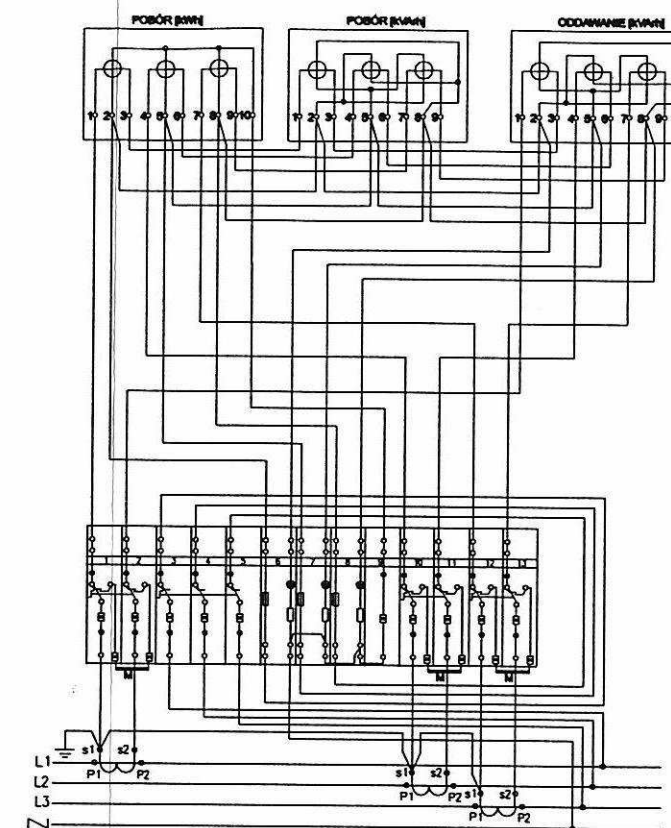 POBÓR [kWh] POBÓR [kVArh] ODDAWANIE [kVArh]
1 2 3 4 5 6 7 8 9 10 1 2 3 4 5 6 7 8 9 1 2 3 4 5 6 7 8 9
1 2 3 4 5 6 7 8 9 10 11 12 13
M M M
s1 s2
L1 P1 P2
s1 s2
L2 P1 P2 s1 s2
L3 P1 P2
N